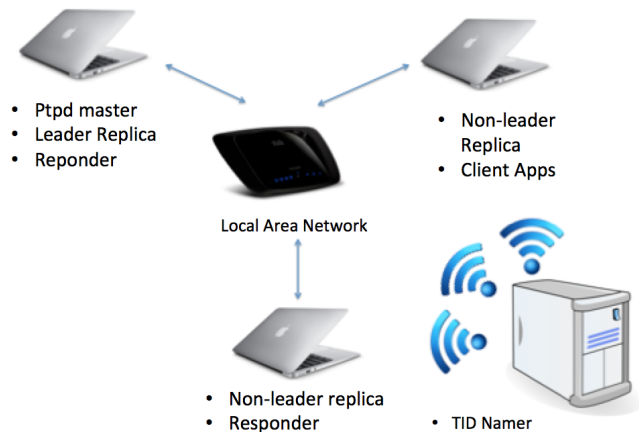 • Ptpd master
• Leader Replica
• Reponder
• Non-leader
Replica
• Client Apps
Local Area Network
• Non-leader replica
• Responder
• TID Namer